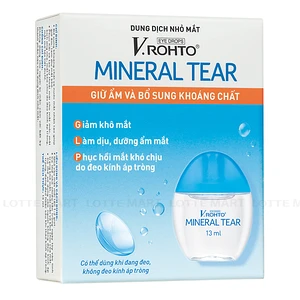 DUNG DỊCH NHỎ MẮT
EYE DROPS
V.ROHTO®
MINERAL TEAR
GIỮ ẨM VÀ BỔ SUNG KHOÁNG CHẤT
Giảm khô mắt
Làm dịu, dưỡng ẩm mắt
Phục hồi mắt khó chịu
do đeo kính áp tròng
LOTTE MART
V.ROHTO
MINERAL TEAR
13 ml
Có thể dùng khi đang đeo,
không đeo kính áp tròng